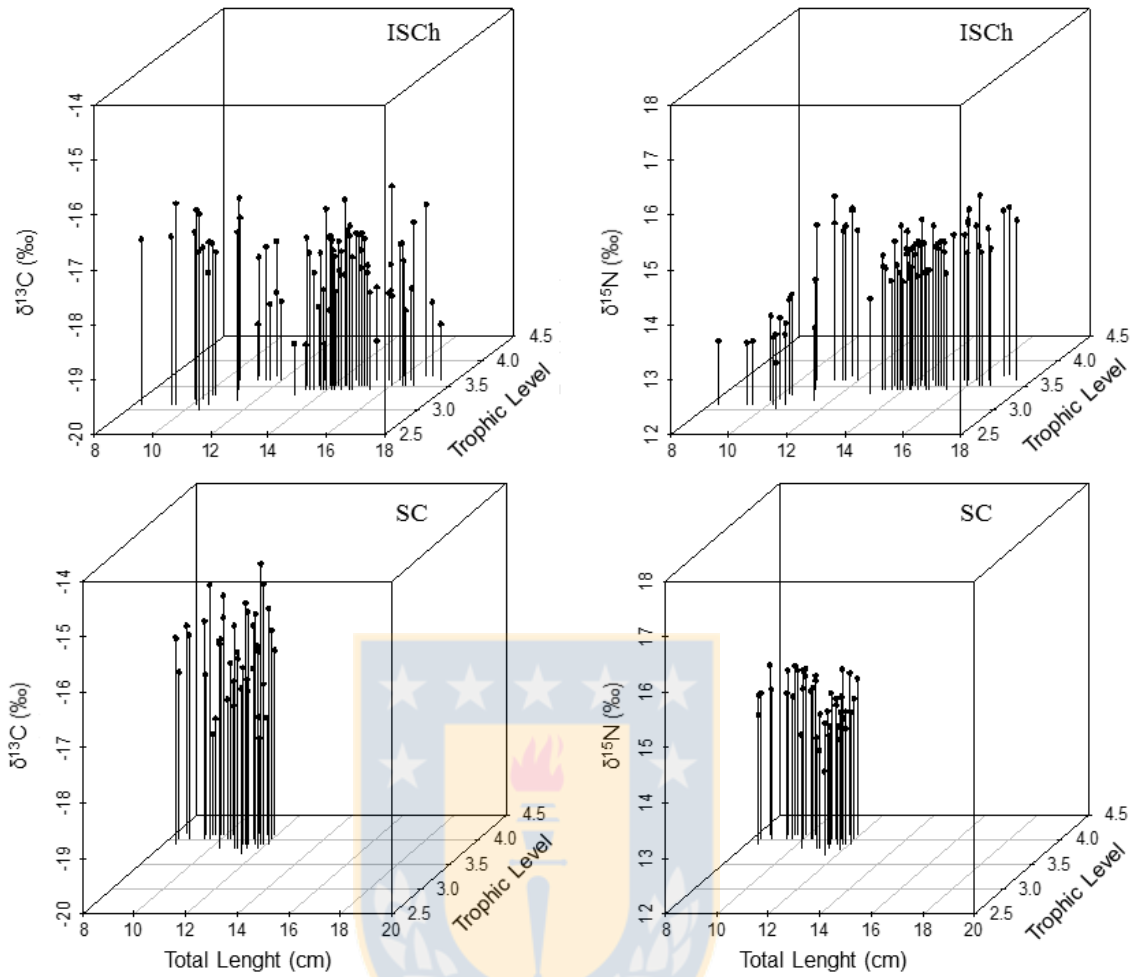 ISCh
δ13C (‰)
-14
-15
-16
-17
-18
-19
-20
8 10 12 14 16 18
2.5
3.0
3.5
4.0
4.5
Trophic Level
ISCh
δ15N (‰)
18
17
16
15
14
13
12
8 10 12 14 16 18
2.5
3.0
3.5
4.0
4.5
Trophic Level
SC
δ13C (‰)
-14
-15
-16
-17
-18
-19
-20
8 10 12 14 16 18 20
2.5
3.0
3.5
4.0
4.5
Trophic Level
Total Lenght (cm)
SC
δ15N (‰)
18
17
16
15
14
13
12
8 10 12 14 16 18 20
2.5
3.0
3.5
4.0
4.5
Trophic Level
Total Lenght (cm)